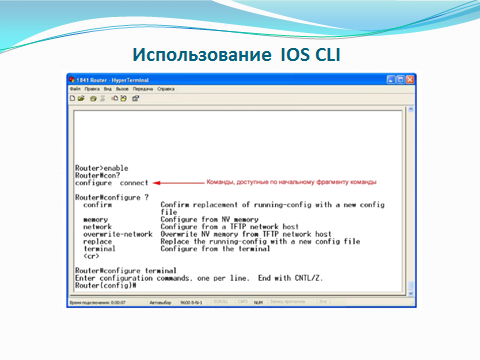 Использование IOS CLI
1841 Router - HyperTerminal
Файл Правка Вид Вызов Передача Справка
Router>enable
Router#con?
configure connect
Команды, доступные по начальному фрагменту команды
Router#configure ?
confirm Confirm replacement of running-config with a new config
file
memory Configure from NV memory
network Configure from a TFTP network host
overwrite-network Overwrite NV memory from TFTP network host
replace Replace the running-config with a new config file
terminal Configure from the terminal
<cr>
Router#configure terminal
Enter configuration commands, one per line. End with CNTL/Z.
Router(config)#
Время подключения: 0:00:07 Автовыбор 9600 8-N-1 SCROLL CAPS NUM